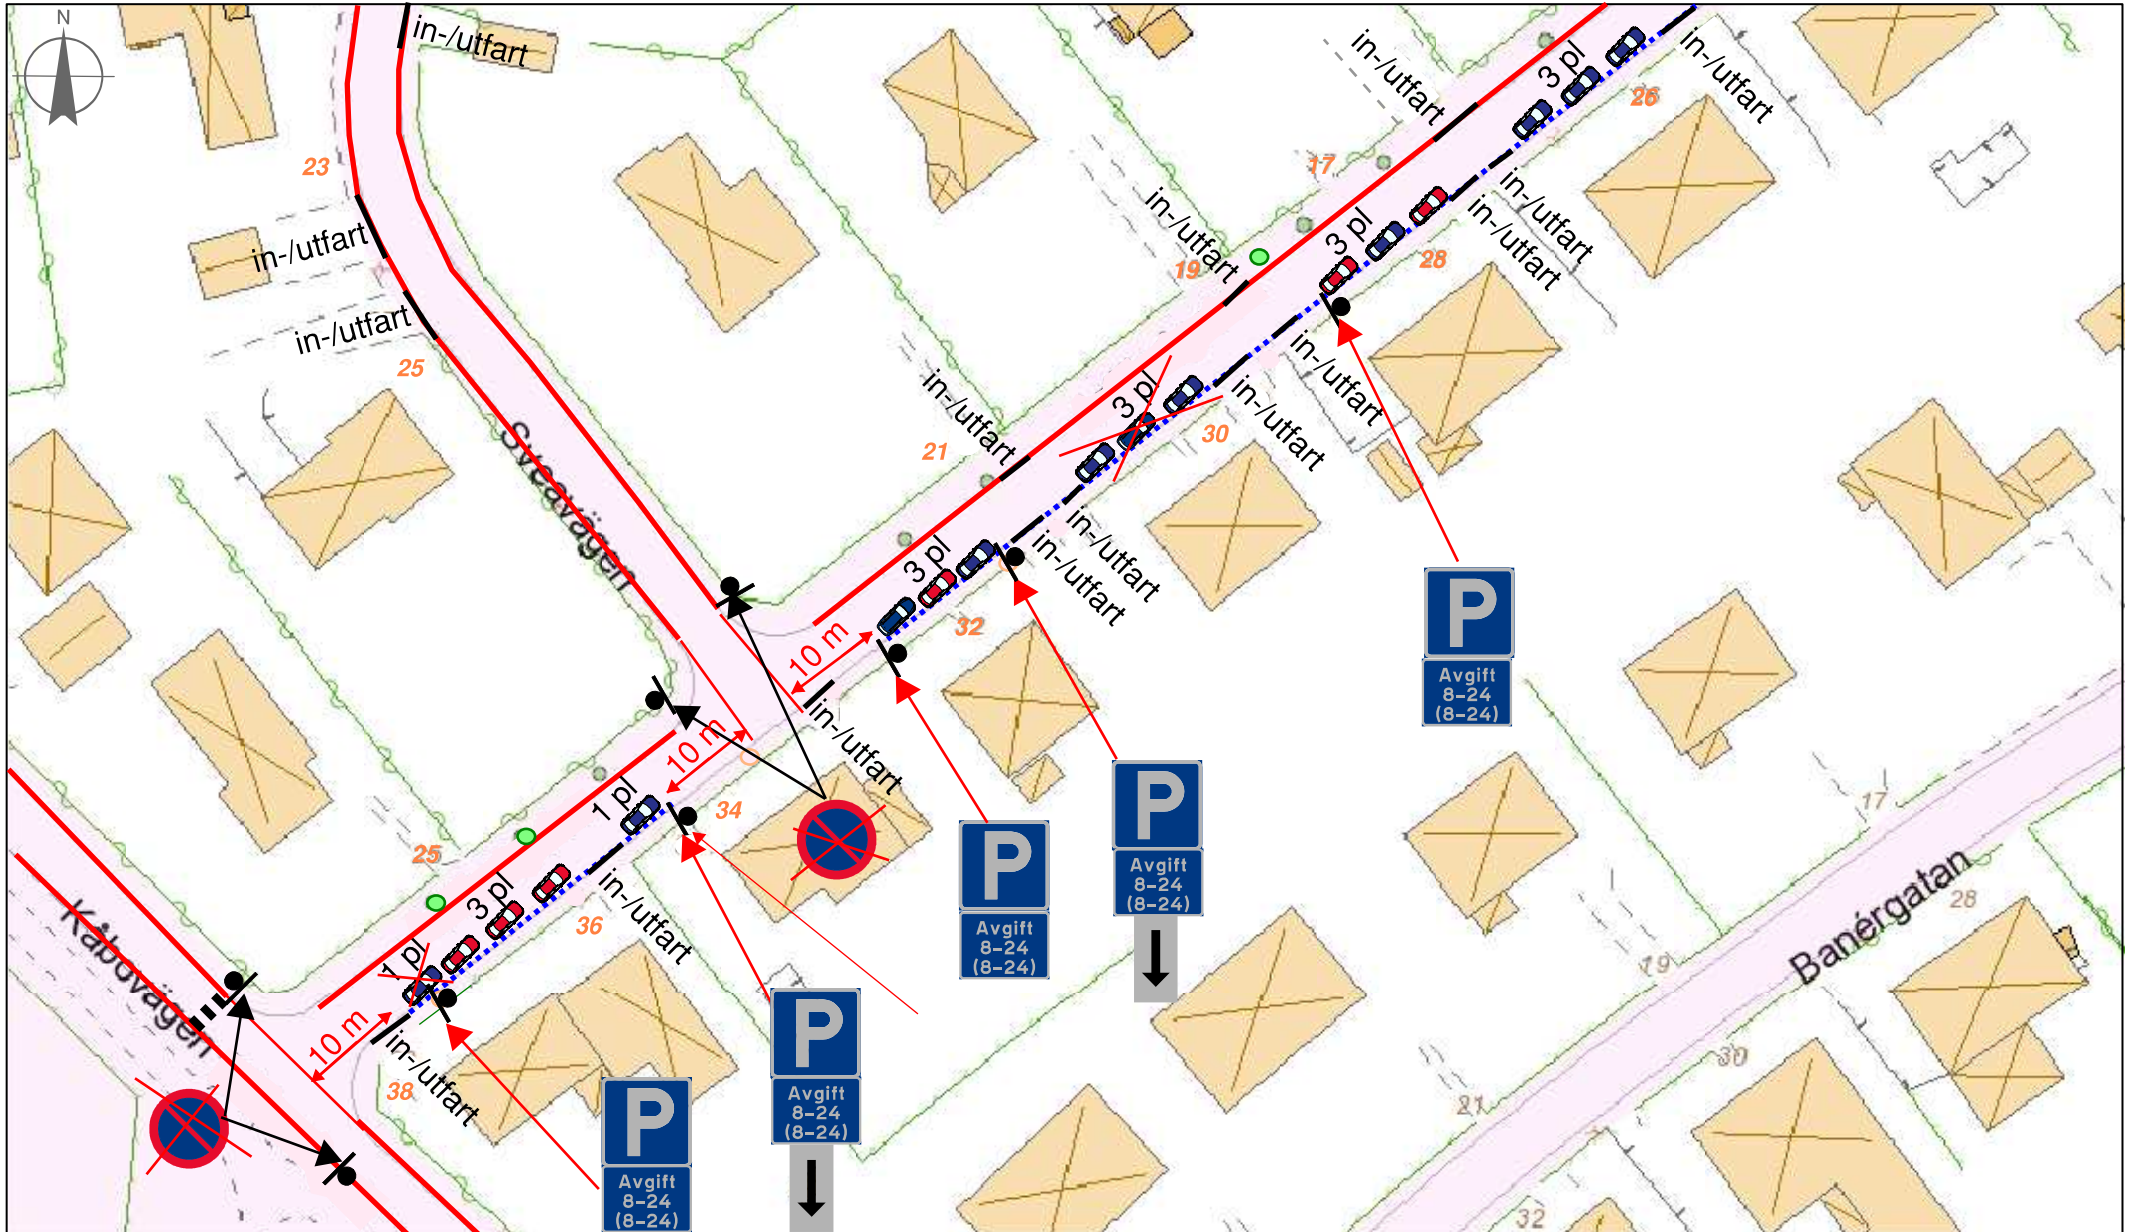 N
in-/utfart
in-/utfart
in-/utfart
3 pl
26
23
17
in-/utfart
in-/utfart
in-/utfart
in-/utfart
3 pl
19
28
in-/utfart
25
in-/utfart
in-/utfart
3 pl
in-/utfart
in-/utfart
21
30
Sveavägen
in-/utfart
in-/utfart
3 pl
32
10 m
P
Avgift
8-24
(8-24)
10 m
in-/utfart
P
Avgift
8-24
(8-24)
P
Avgift
8-24
(8-24)
1 pl
34
25
in-/utfart
3 pl
36
17
Banérgatan
28
19
Kåbovägen
1 pl
10 m
in-/utfart
38
P
Avgift
8-24
(8-24)
P
Avgift
8-24
(8-24)
30
21
32